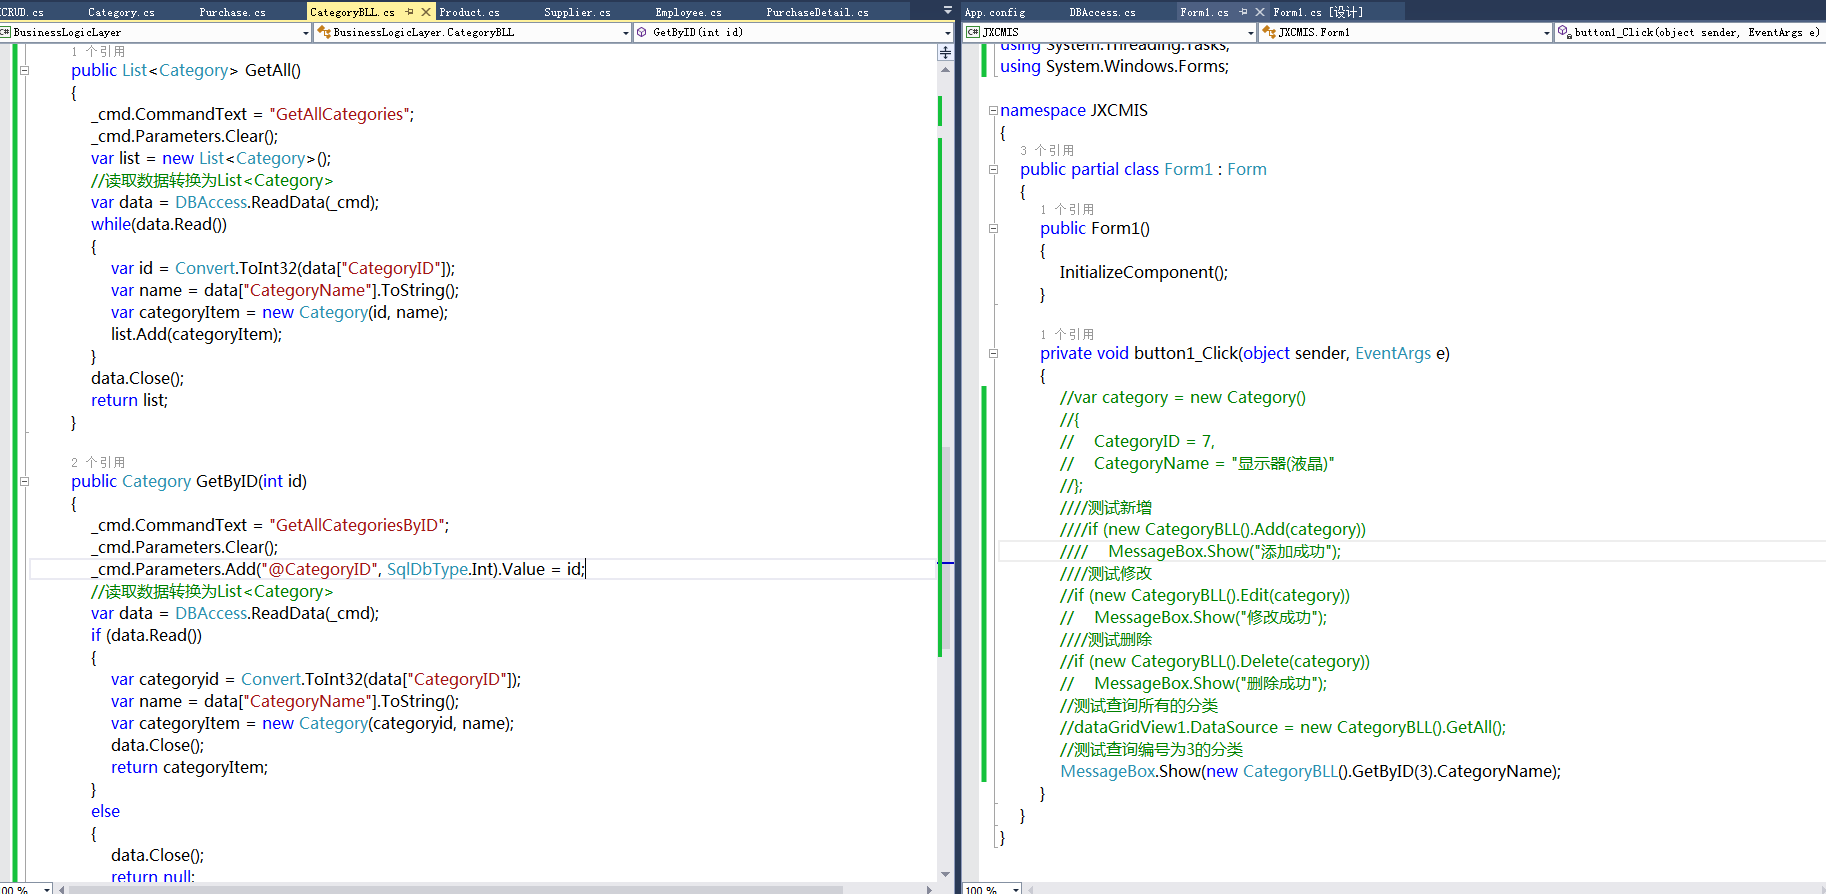 CRUD.cs Category.cs Purchase.cs CategoryBLL.cs Product.cs Supplier.cs Employee.cs PurchaseDetail.cs
BusinessLogicLayer BusinessLogicLayer.CategoryBLL GetByID(int id)
1 个引用
public List<Category> GetAll()
{
_cmd.CommandText = "GetAllCategories";
_cmd.Parameters.Clear();
var list = new List<Category>();
//读取数据转换为List<Category>
var data = DBAccess.ReadData(_cmd);
while(data.Read())
{
var id = Convert.ToInt32(data["CategoryID"]);
var name = data["CategoryName"].ToString();
var categoryItem = new Category(id, name);
list.Add(categoryItem);
}
data.Close();
return list;
}
2 个引用
public Category GetByID(int id)
{
_cmd.CommandText = "GetAllCategoriesByID";
_cmd.Parameters.Clear();
_cmd.Parameters.Add("@CategoryID", SqlDbType.Int).Value = id;
//读取数据转换为List<Category>
var data = DBAccess.ReadData(_cmd);
if (data.Read())
{
var categoryid = Convert.ToInt32(data["CategoryID"]);
var name = data["CategoryName"].ToString();
var categoryItem = new Category(categoryid, name);
data.Close();
return categoryItem;
}
else
{
data.Close();
return null;
00 %
App.config DBAccess.cs Form1.cs Form1.cs [设计]
JXCMIS JXCMIS.Form1 button1_Click(object sender, EventArgs e)
using System.Threading.Tasks;
using System.Windows.Forms;
namespace JXCMIS
{
3 个引用
public partial class Form1 : Form
{
1 个引用
public Form1()
{
InitializeComponent();
}
1 个引用
private void button1_Click(object sender, EventArgs e)
{
//var category = new Category()
//{
// CategoryID = 7,
// CategoryName = "显示器(液晶)"
//};
////测试新增
////if (new CategoryBLL().Add(category))
//// MessageBox.Show("添加成功");
////测试修改
//if (new CategoryBLL().Edit(category))
// MessageBox.Show("修改成功");
////测试删除
//if (new CategoryBLL().Delete(category))
// MessageBox.Show("删除成功");
//测试查询所有的分类
//dataGridView1.DataSource = new CategoryBLL().GetAll();
//测试查询编号为3的分类
MessageBox.Show(new CategoryBLL().GetByID(3).CategoryName);
}
}
}
100 %